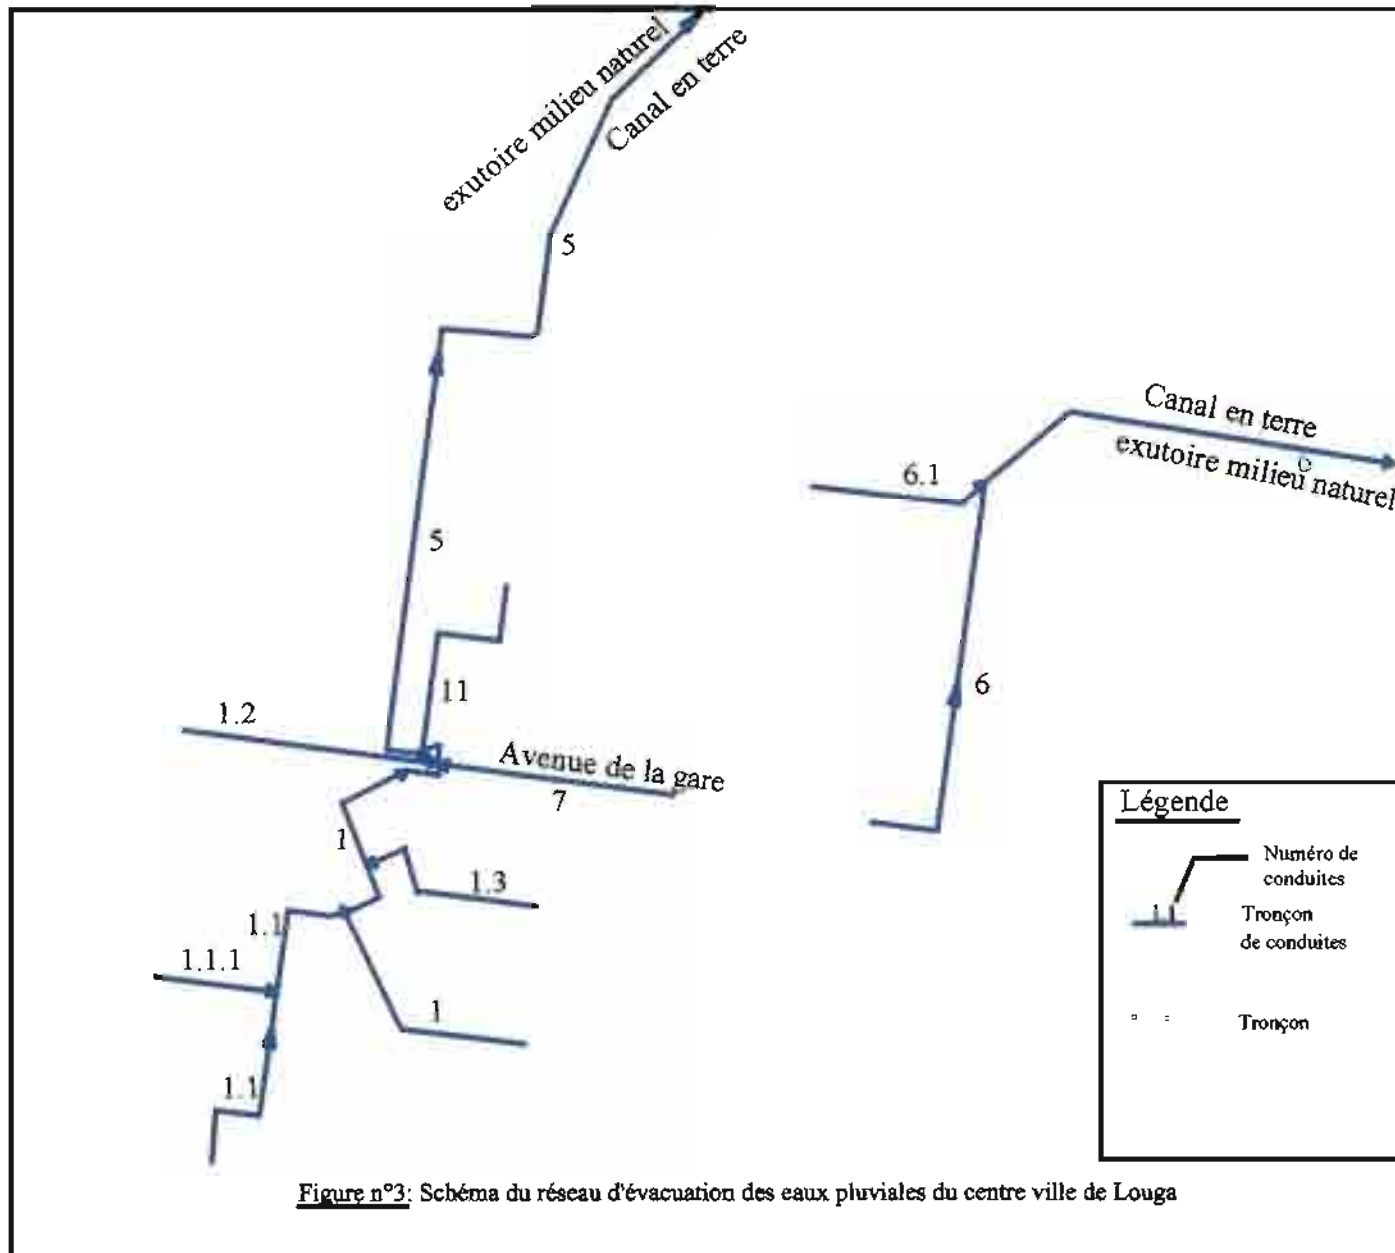 exutoire milieu naturel
Canal en terre
5
Canal en terre
exutoire milieu naturel
6.1
5
11
6
1.2
Avenue de la gare
7
1
1.3
1.1
1.1.1
1
1.1
Légende
Numéro de
conduites
1.1
Tronçon
de conduites
Tronçon
Figure n°3: Schéma du réseau d'évacuation des eaux pluviales du centre ville de Louga